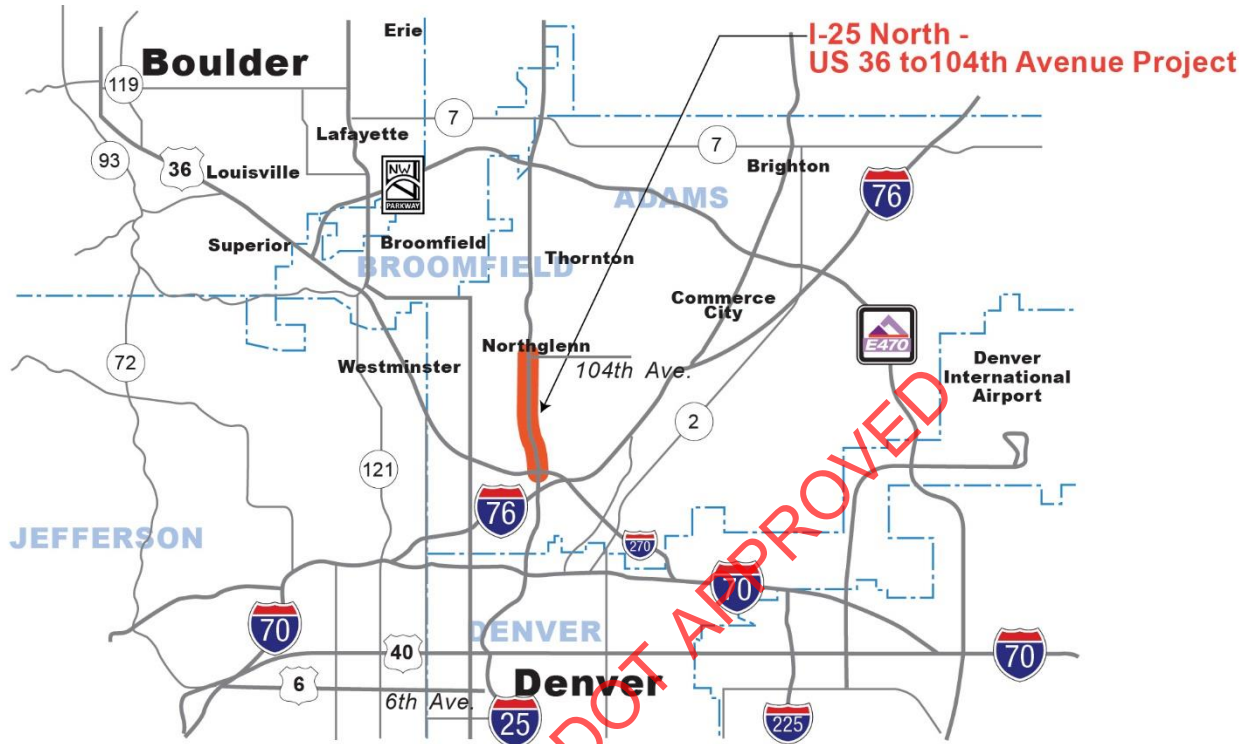 I-25 North -
US 36 to104th Avenue Project
Erie
Boulder
119
Lafayette
7
7
93
36
Louisville
NW
PARKWAY
Brighton
ADAMS
76
Superior
Broomfield
BROOMFIELD
Thornton
Commerce
City
E470
Northglenn
104th Ave.
72
Westminster
Denver
International
Airport
2
121
76
JEFFERSON
270
70
70
DENVER
40
70
6
6th Ave.
Denver
25
225
DOT APPROVED